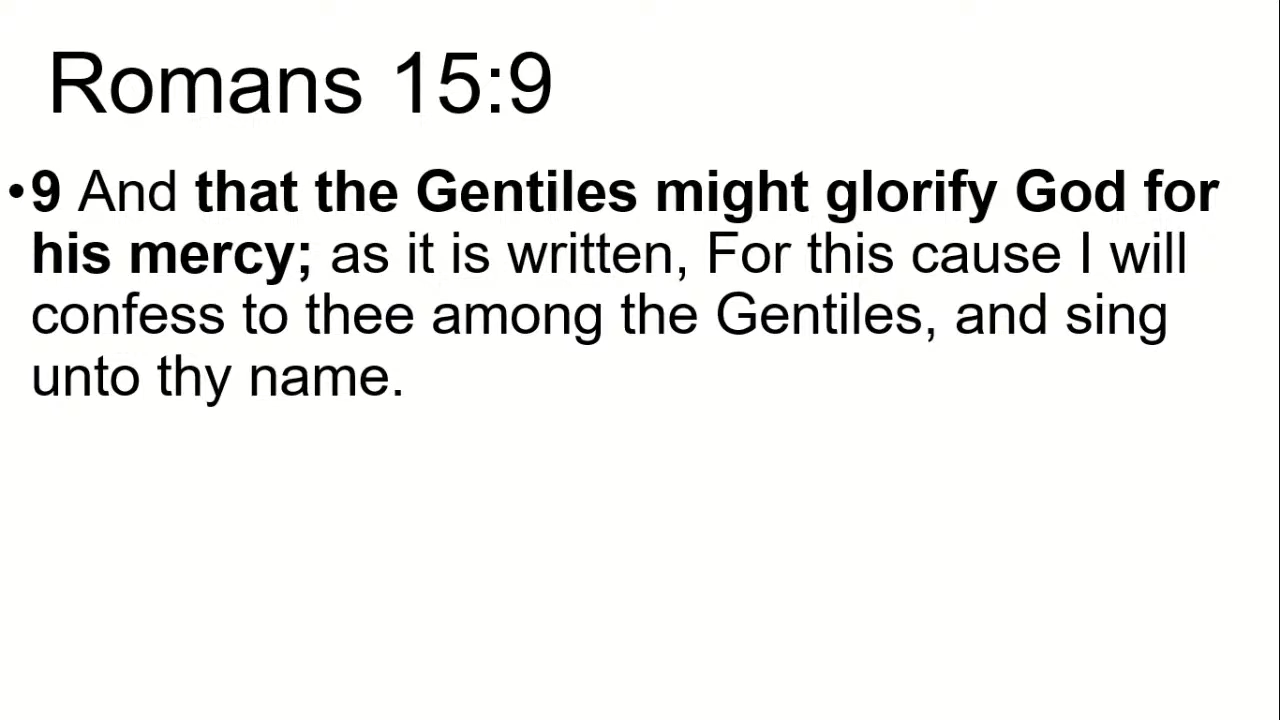 Romans 15:9
•9 And that the Gentiles might glorify God for
his mercy; as it is written, For this cause I will
confess to thee among the Gentiles, and sing
unto thy name.